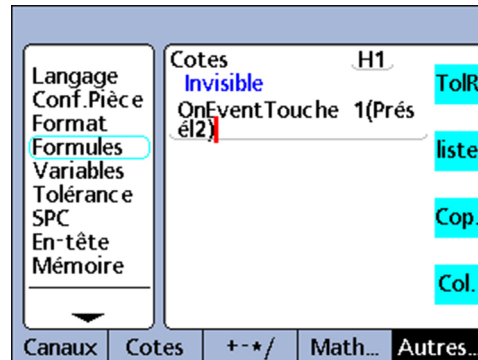 Langage
Conf.Pièce
Format
Formules
Variables
Tolérance
SPC
En-tête
Mémoire
Cotes H1
Invisible
OnEventTouche 1(Prés
él2)
TolR
liste
Cop.
Col.
Canaux Cotes +-*/ Math... Autres...